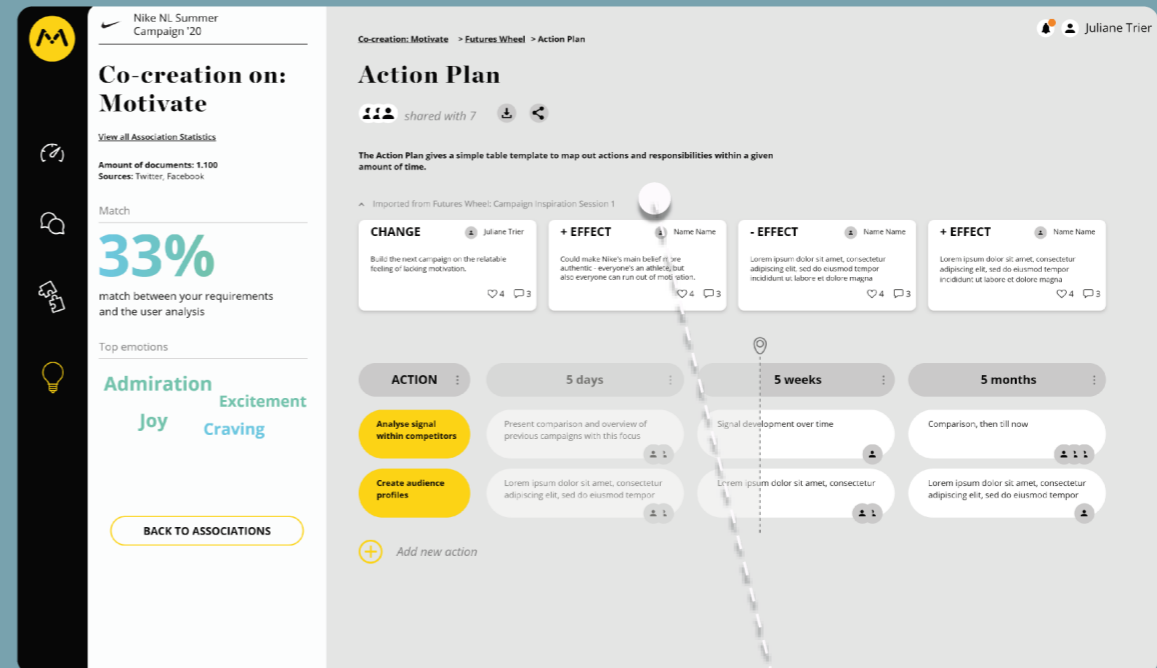 Nike NL Summer
Campaign '20
Co-creation on:
Motivate
View all Association Statistics
Amount of documents: 1.100
Sources: Twitter, Facebook
Match
33%
match between your requirements
and the user analysis
Top emotions
Admiration
Excitement
Joy
Craving
BACK TO ASSOCIATIONS
Juliane Trier
Co-creation: Motivate > Futures Wheel > Action Plan
Action Plan
shared with 7
The Action Plan gives a simple table template to map out actions and responsibilities within a given
amount of time.
Imported from Futures Wheel: Campaign Inspiration Session 1
CHANGE
Juliane Trier
Build the next campaign on the relatable
feeling of lacking motivation.
4 3
+ EFFECT
Name Name
Could make Nike's main belief more
authentic - everyone's an athlete, but
also everyone can run out of motivation.
4 3
- EFFECT
Name Name
Lorem ipsum dolor sit amet, consectetur
adipiscing elit, sed do eiusmod tempor
incididunt ut labore et dolore magna
4 3
+ EFFECT
Name Name
Lorem ipsum dolor sit amet, consectetur
adipiscing elit, sed do eiusmod tempor
incididunt ut labore et dolore magna
4 3
ACTION
5 days
5 weeks
5 months
Analyse signal
within competitors
Present comparison and overview of
previous campaigns with this focus
Signal development over time
Comparison, then till now
Create audience
profiles
Lorem ipsum dolor sit amet, consectetur
adipiscing elit, sed do eiusmod tempor
Lorem ipsum dolor sit amet, consectetur
Lorem ipsum dolor sit amet, consectetur
adipiscing elit, sed do eiusmod tempor
Add new action